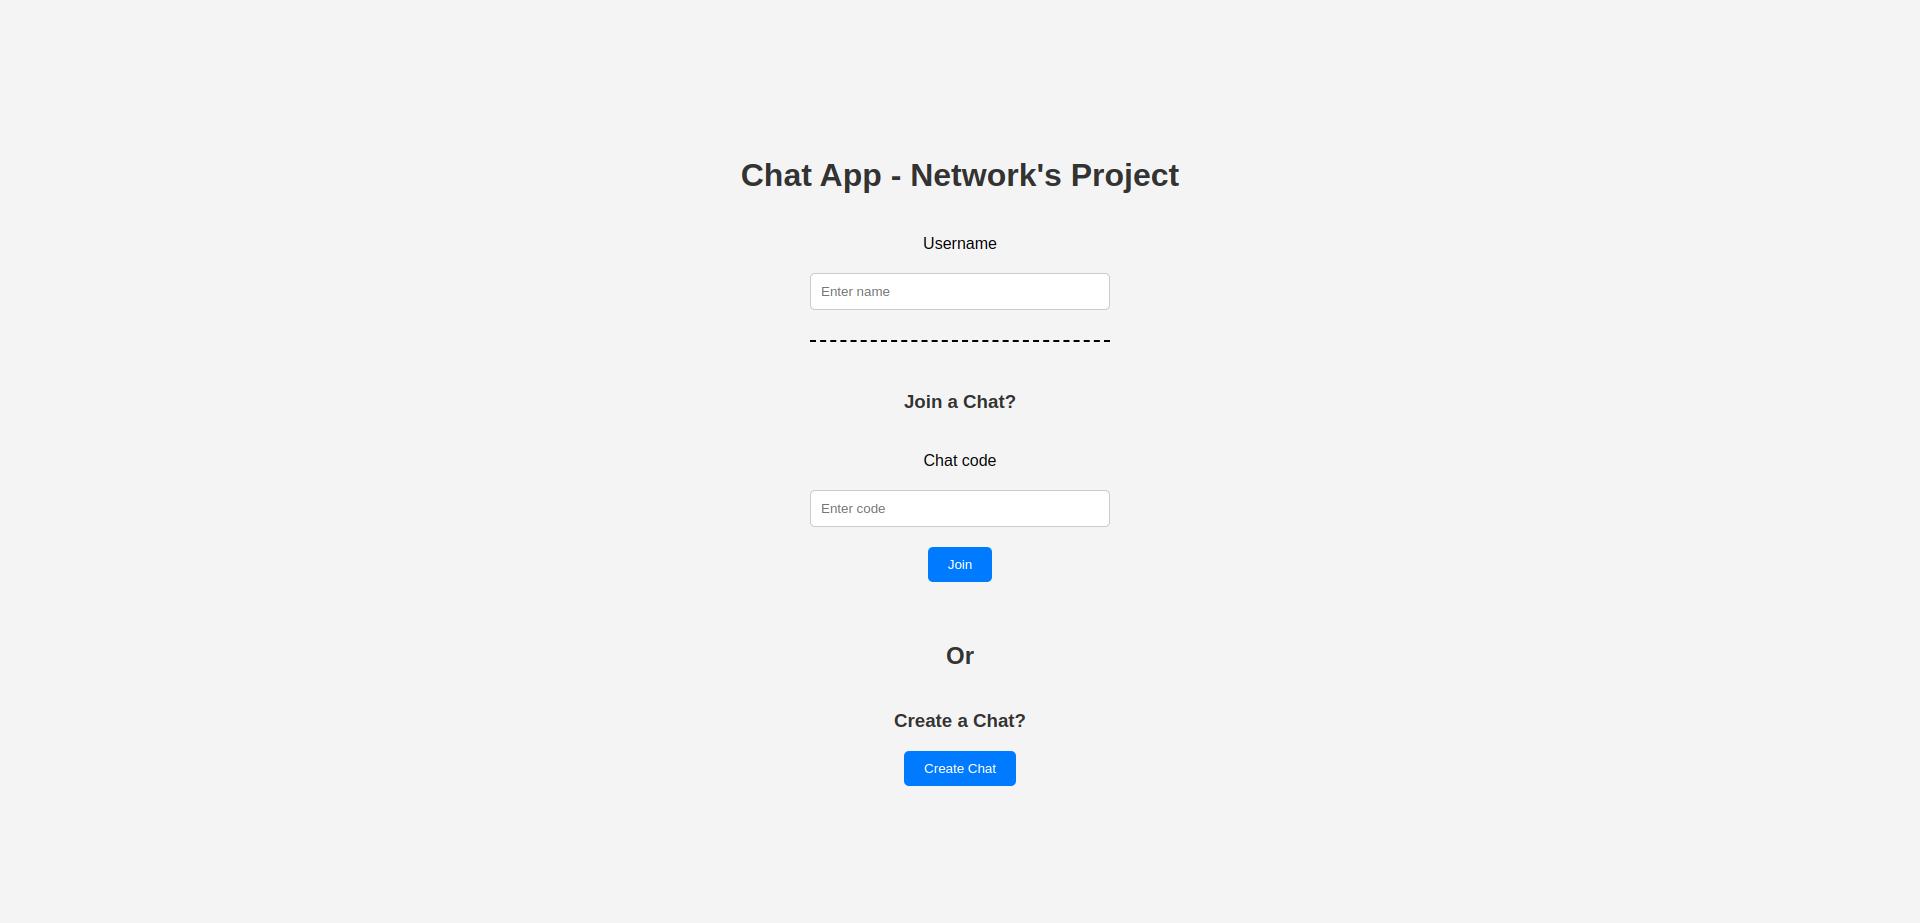 Chat App - Network's Project
Username
Enter name
Join a Chat?
Chat code
Enter code
Join
Or
Create a Chat?
Create Chat